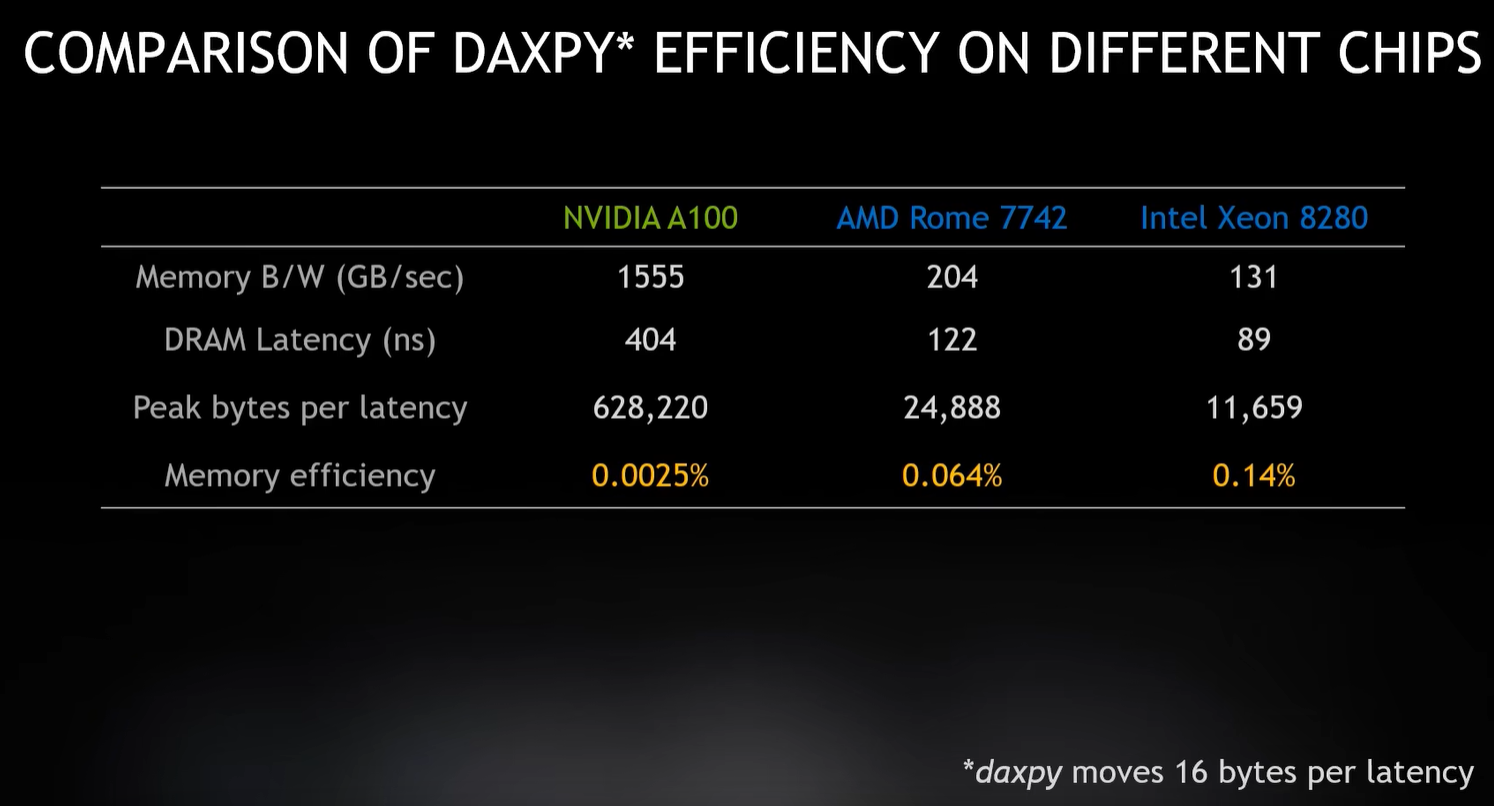 COMPARISON OF DAXPY* EFFICIENCY ON DIFFERENT CHIPS
NVIDIA A100 AMD Rome 7742 Intel Xeon 8280
Memory B/W (GB/sec) 1555 204 131
DRAM Latency (ns) 404 122 89
Peak bytes per latency 628,220 24,888 11,659
Memory efficiency 0.0025% 0.064% 0.14%
*daxpy moves 16 bytes per latency